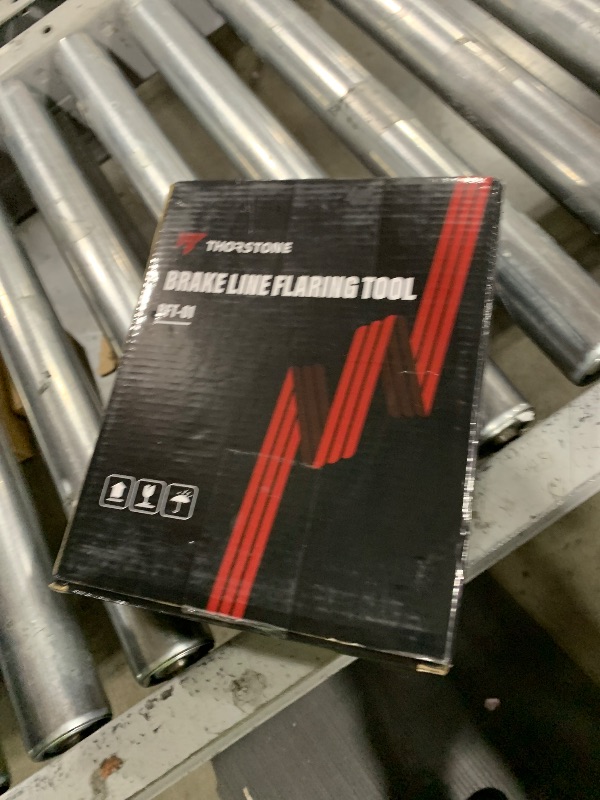 THORSTONE
BRAKE LINE FLARING TOOL